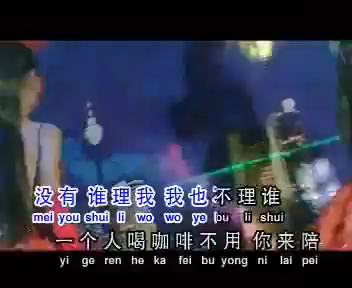 没有 谁理我 我也不理谁
mei you shui li wo wo ye bu li shui
一个人喝咖啡不用 你来陪
yi ge ren he ka fei bu yong ni lai pei